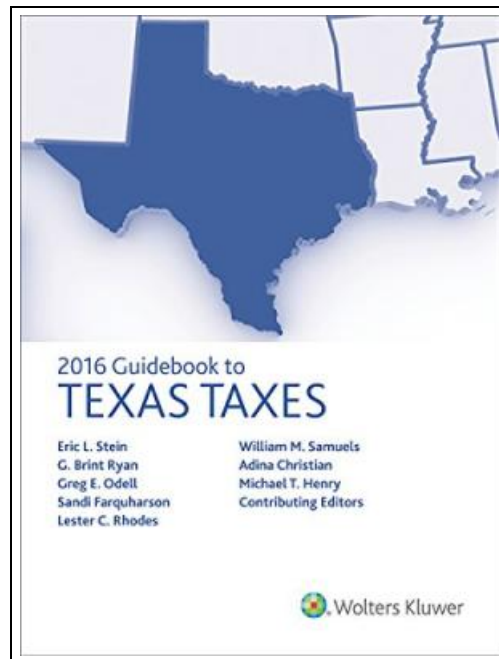 2016 Guidebook to
TEXAS TAXES
Eric L. Stein
G. Brint Ryan
Greg E. Odell
Sandi Farquharson
Lester C. Rhodes
William M. Samuels
Adina Christian
Michael T. Henry
Contributing Editors
Wolters Kluwer